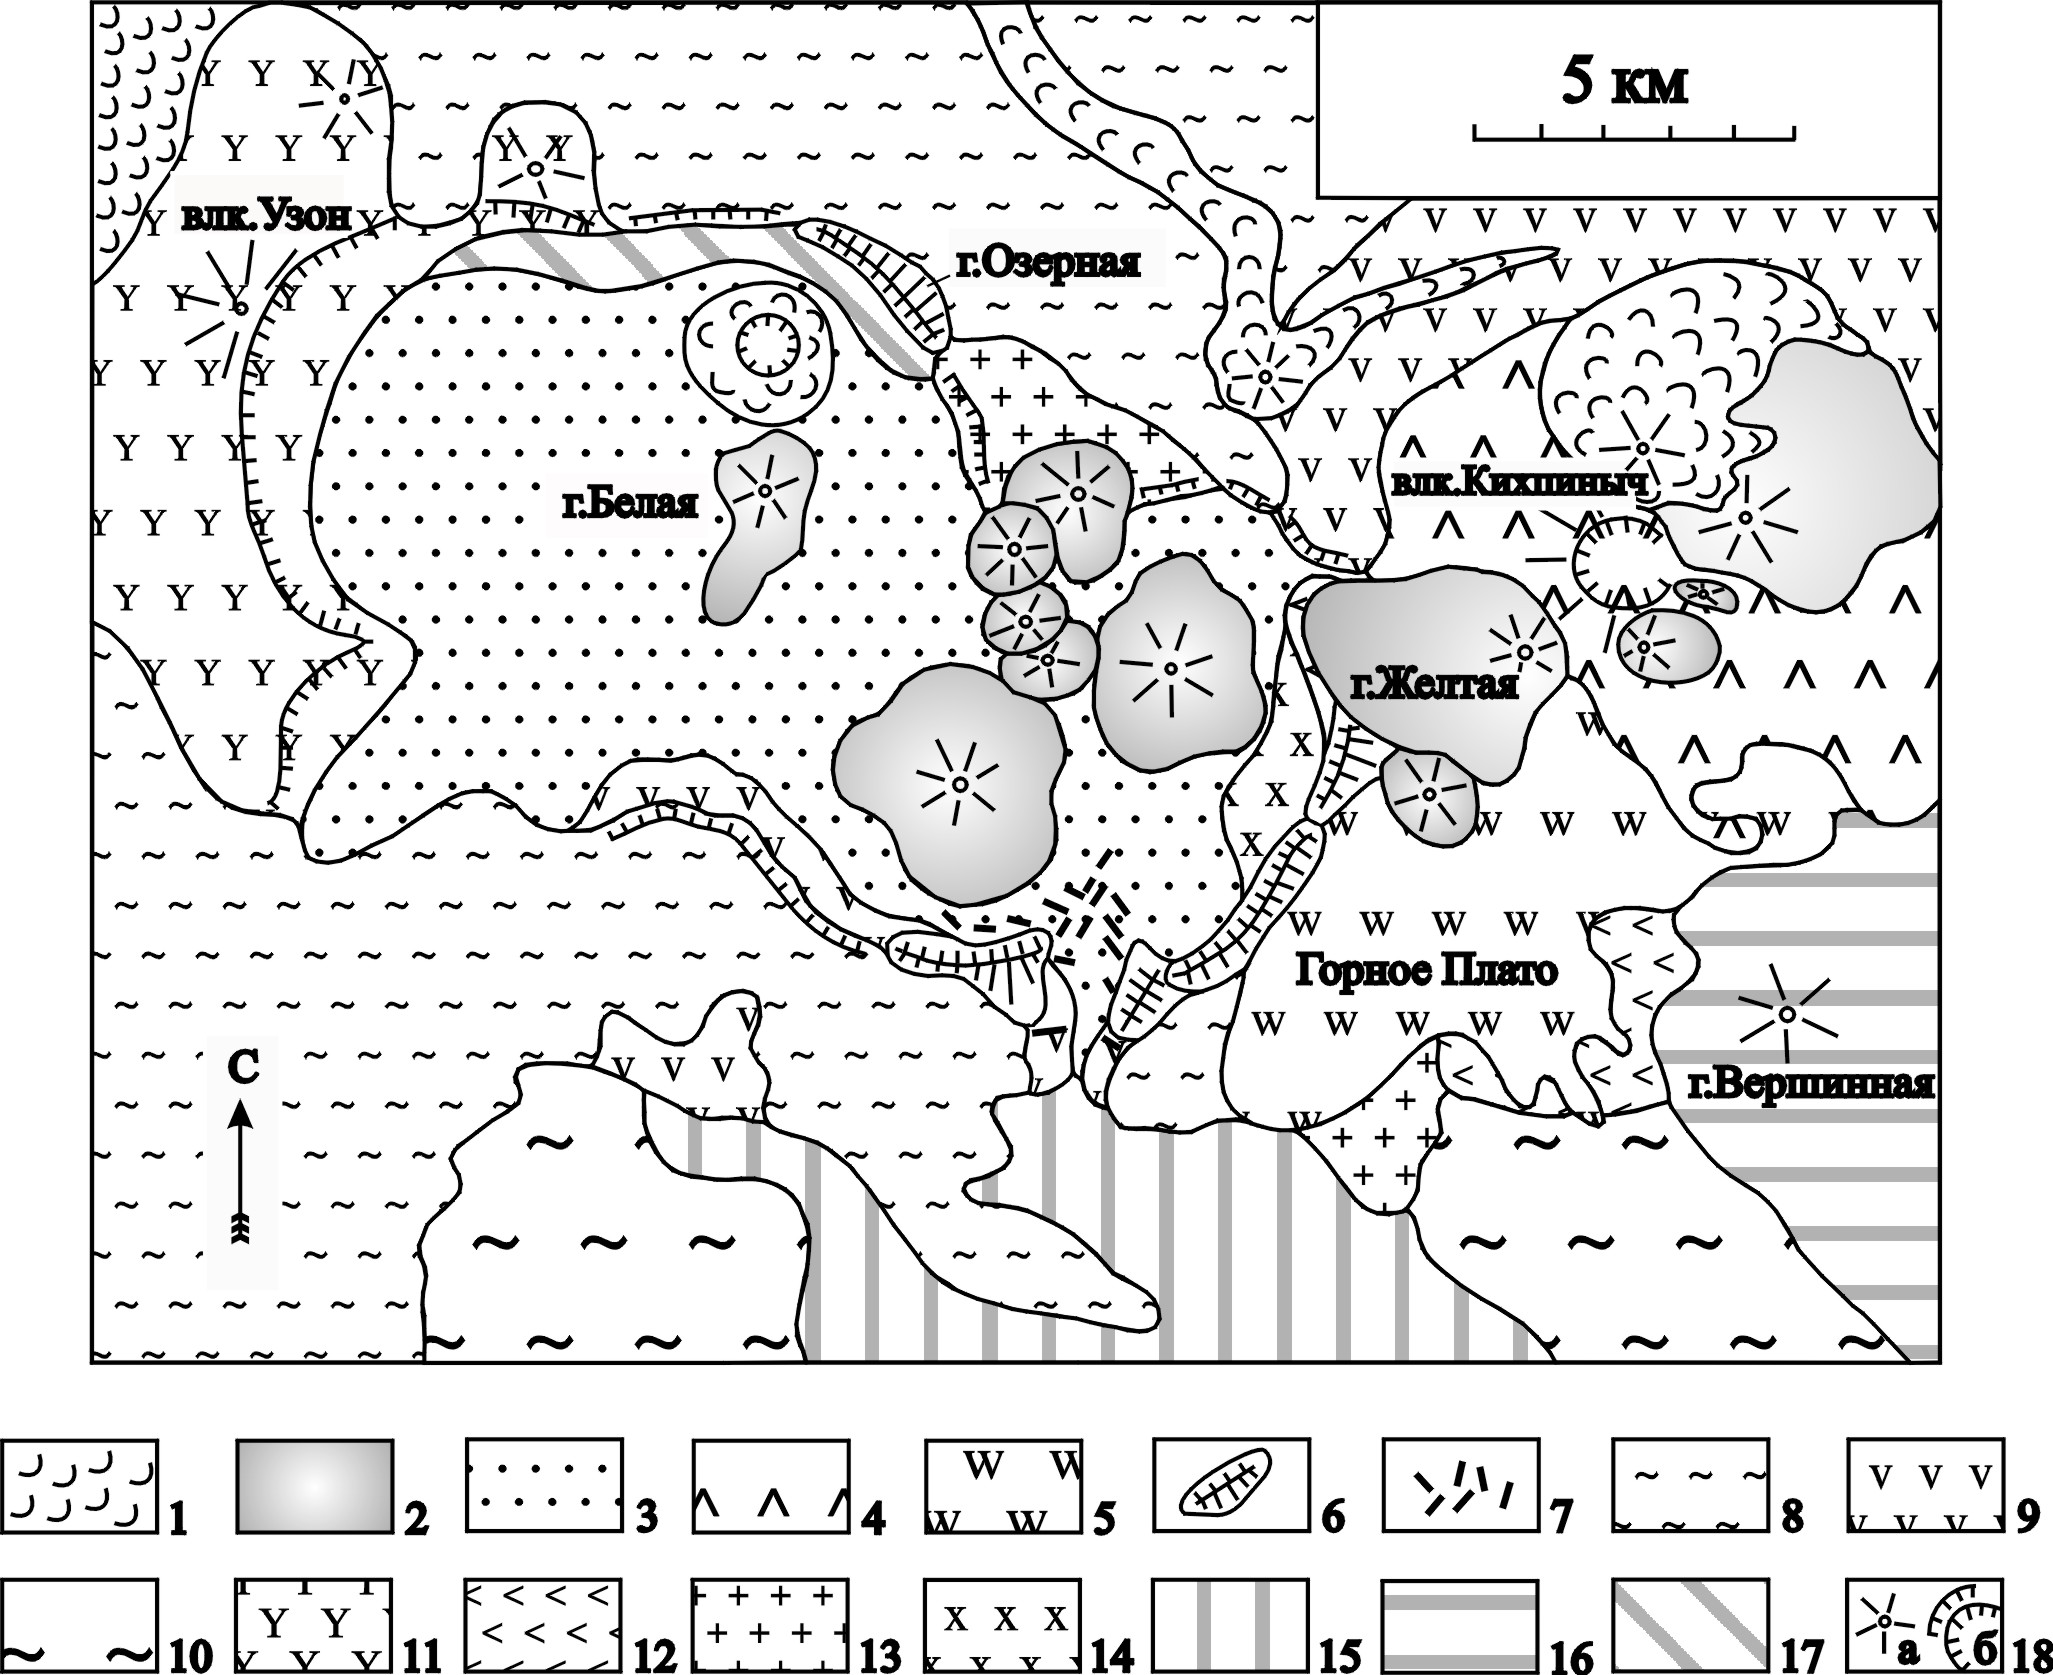 5 км
влк.Узон
г.Озерная
г.Белая
влк.Кихпиныч
г.Желтая
Горное Плато
С
г.Вершинная
1
2
3
4
5
6
7
8
9
10
11
12
13
14
15
16
17
а
б
18